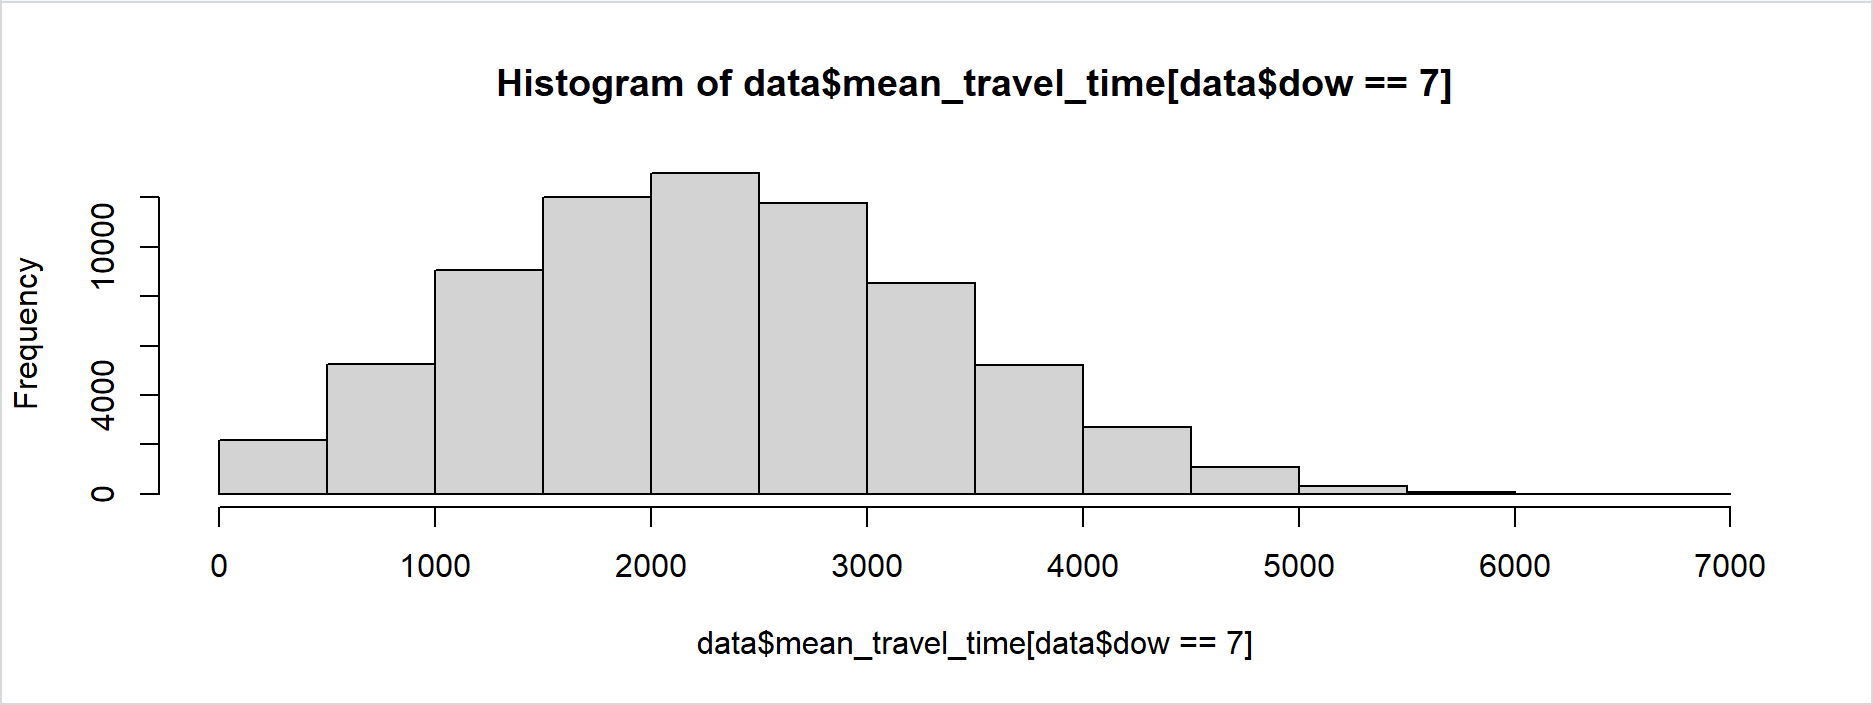 Histogram of data$mean_travel_time[data$dow == 7]
Frequency
10000
4000
0
0 1000 2000 3000 4000 5000 6000 7000
data$mean_travel_time[data$dow == 7]